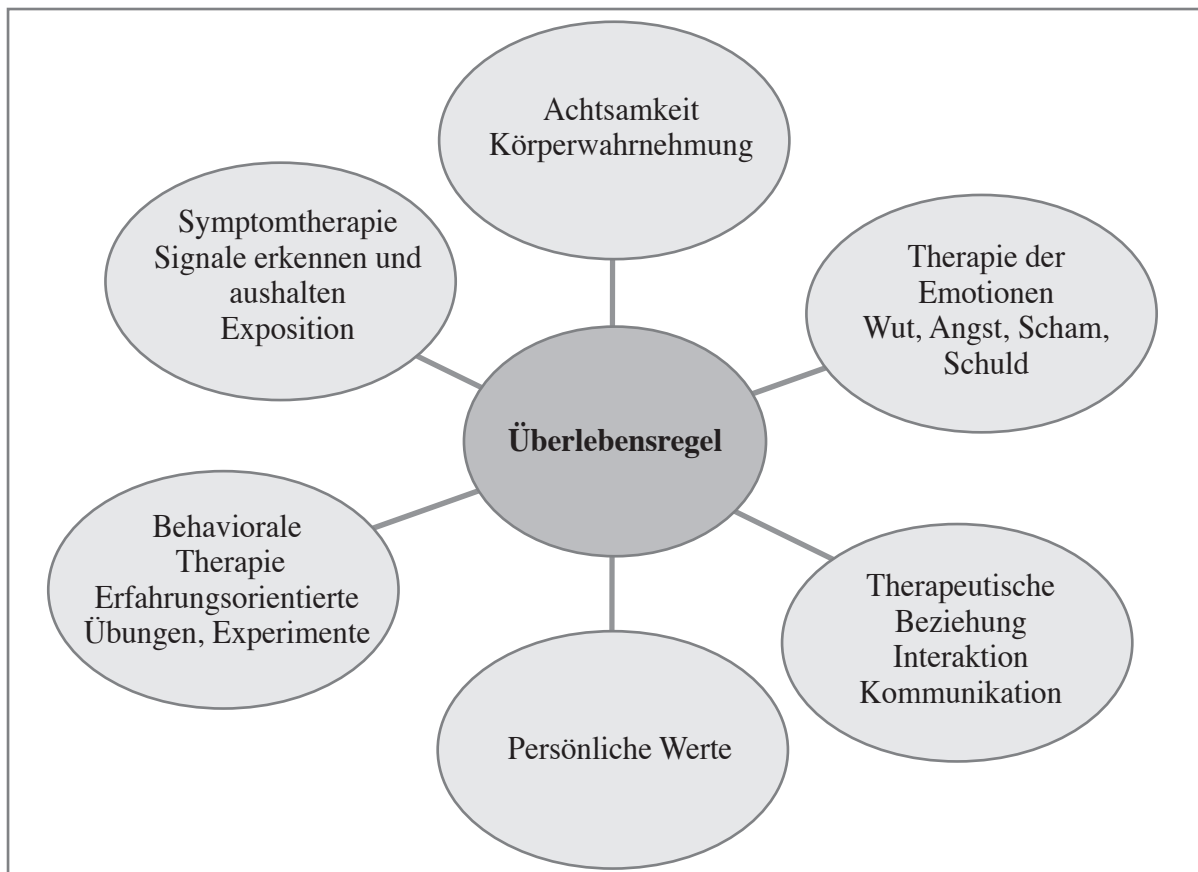 Achtsamkeit
Körperwahrnehmung
Symptomtherapie
Signale erkennen und
aushalten
Exposition
Therapie der
Emotionen
Wut, Angst, Scham,
Schuld
Überlebensregel
Behaviorale
Therapie
Erfahrungsorientierte
Übungen, Experimente
Therapeutische
Beziehung
Interaktion
Kommunikation
Persönliche Werte